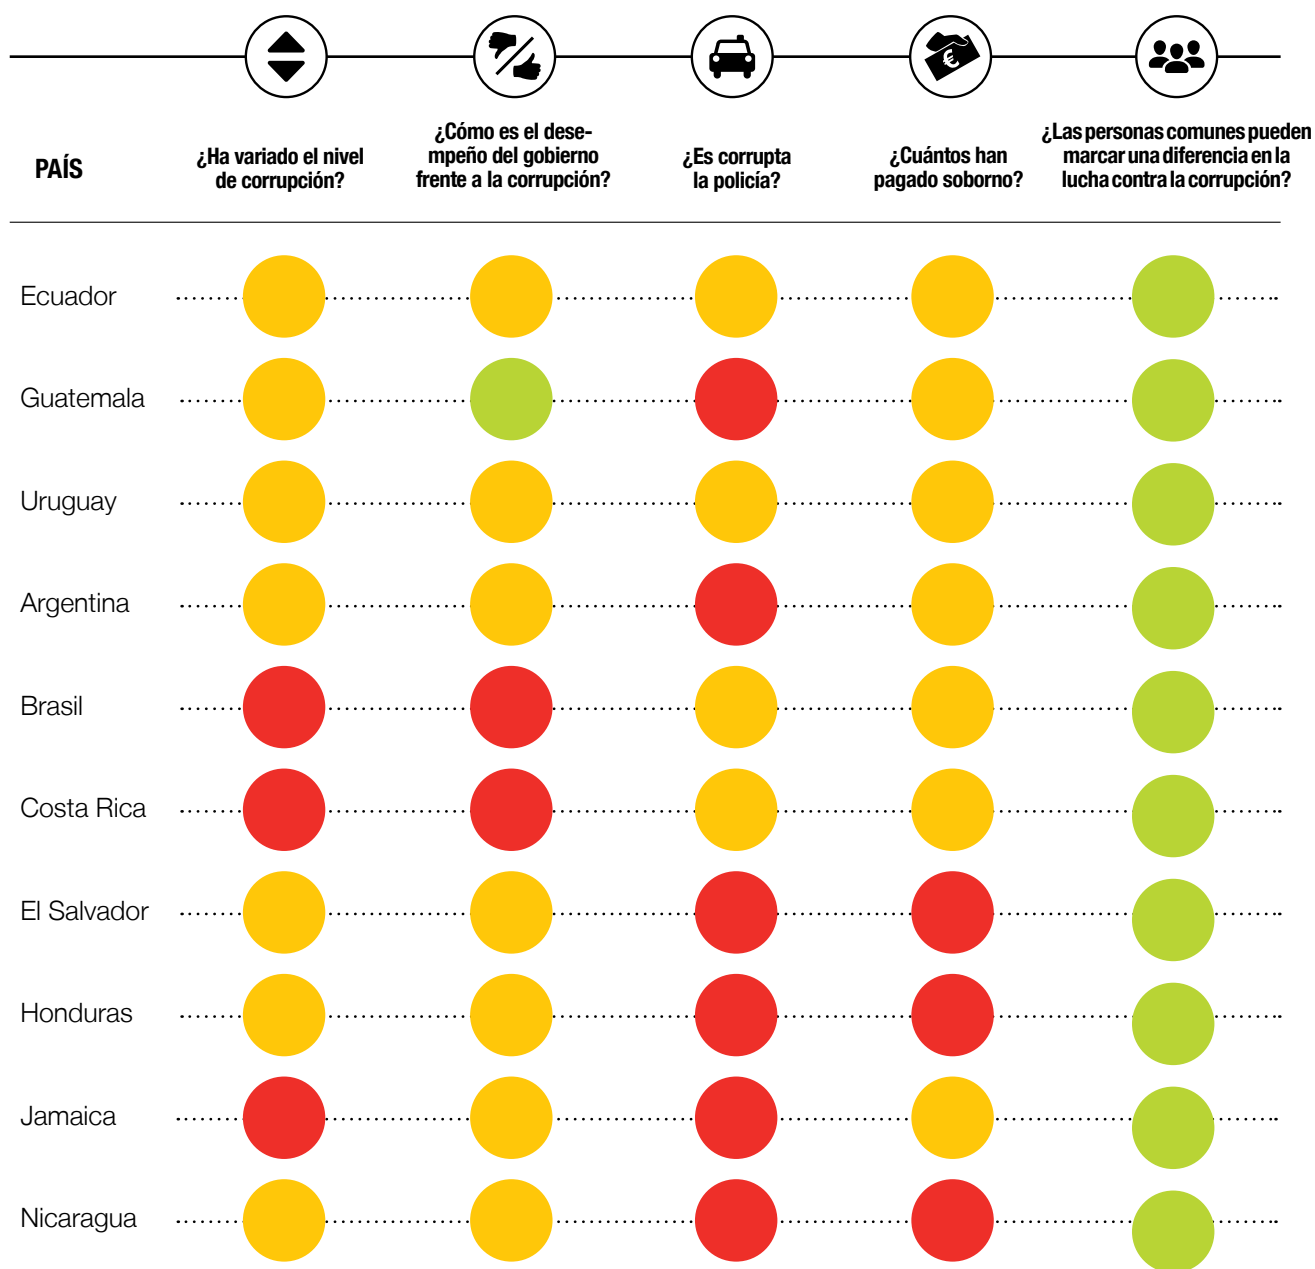 €
PAÍS
¿Ha variado el nivel
de corrupción?
¿Cómo es el dese-
mpeño del gobierno
frente a la corrupción?
¿Es corrupta
la policía?
¿Cuántos han
pagado soborno?
¿Las personas comunes pueden
marcar una diferencia en la
lucha contra la corrupción?
Ecuador
Guatemala
Uruguay
Argentina
Brasil
Costa Rica
El Salvador
Honduras
Jamaica
Nicaragua